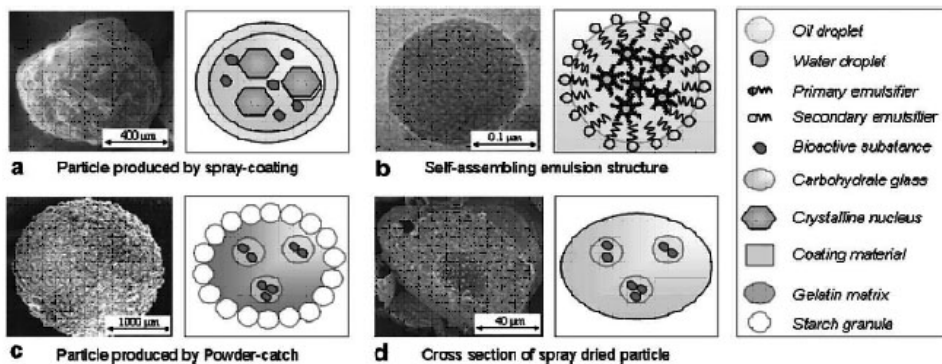 400 µm
a Particle produced by spray-coating
0.1 µm
b Self-assembling emulsion structure
1000 µm
c Particle produced by Powder-catch
40 µm
d Cross section of spray dried particle
Oil droplet
Water droplet
Primary emulsifier
Secondary emulsifier
Bioactive substance
Carbohydrate glass
Crystalline nucleus
Coating material
Gelatin matrix
Starch granula